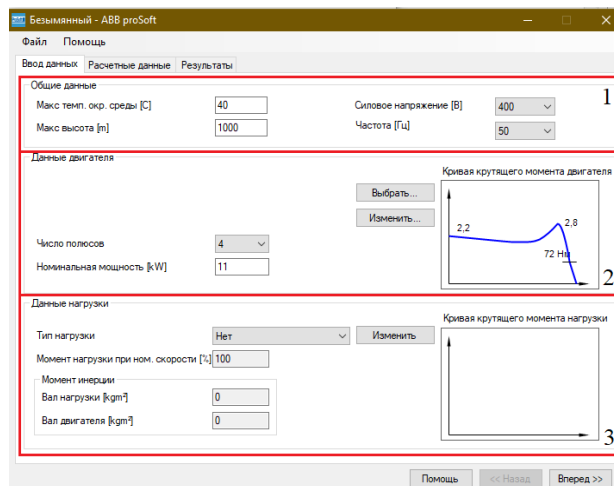 Безымянный - ABB proSoft
Файл Помощь
Ввод данных Расчетные данные Результаты
Общие данные
1
Макс темп. окр. среды [C] 40 Силовое напряжение [В] 400
Макс высота [m] 1000 Частота [Гц] 50
Данные двигателя
Кривая крутящего момента двигателя
Выбрать...
Изменить...
2,2 2,8
Число полюсов 4
72 Нм
Номинальная мощность [kW] 11
2
Данные нагрузки
Кривая крутящего момента нагрузки
Тип нагрузки Нет Изменить
Момент нагрузки при ном. скорости [%] 100
Момент инерции
Вал нагрузки [kgm²] 0
Вал двигателя [kgm²] 0
3
Помощь << Назад Вперед >>